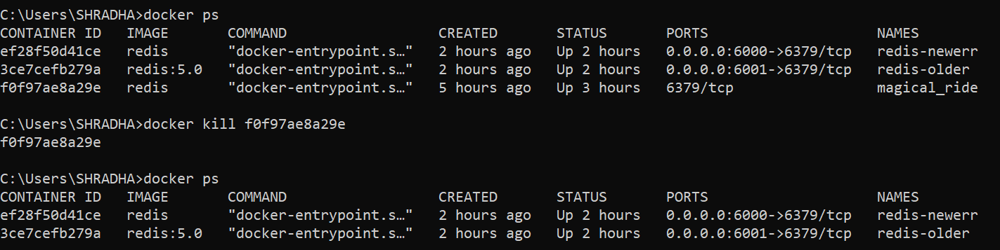 C:\Users\SHRADHA>docker ps
CONTAINER ID   IMAGE       COMMAND                  CREATED       STATUS       PORTS                    NAMES
ef28f50d41ce   redis       "docker-entrypoint.s…"   2 hours ago   Up 2 hours   0.0.0.0:6000->6379/tcp   redis-newerr
3ce7cefb279a   redis:5.0   "docker-entrypoint.s…"   2 hours ago   Up 2 hours   0.0.0.0:6001->6379/tcp   redis-older
f0f97ae8a29e   redis       "docker-entrypoint.s…"   5 hours ago   Up 3 hours   6379/tcp                 magical_ride
C:\Users\SHRADHA>docker kill f0f97ae8a29e
f0f97ae8a29e
C:\Users\SHRADHA>docker ps
CONTAINER ID   IMAGE       COMMAND                  CREATED       STATUS       PORTS                    NAMES
ef28f50d41ce   redis       "docker-entrypoint.s…"   2 hours ago   Up 2 hours   0.0.0.0:6000->6379/tcp   redis-newerr
3ce7cefb279a   redis:5.0   "docker-entrypoint.s…"   2 hours ago   Up 2 hours   0.0.0.0:6001->6379/tcp   redis-older